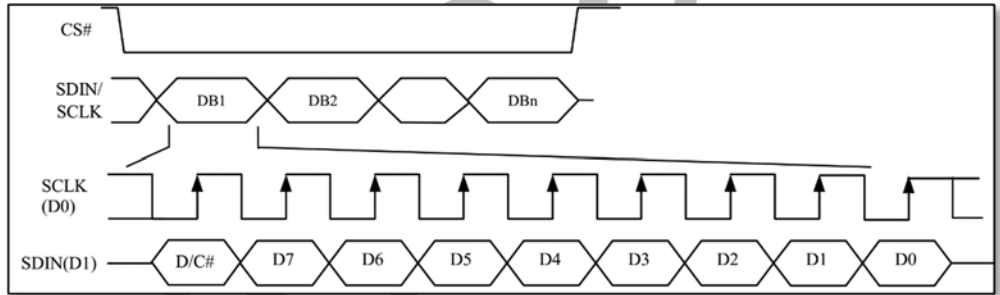 CS#
SDIN/
SCLK
DB1 DB2 DBn
SCLK
(D0)
SDIN(D1) D/C# D7 D6 D5 D4 D3 D2 D1 D0